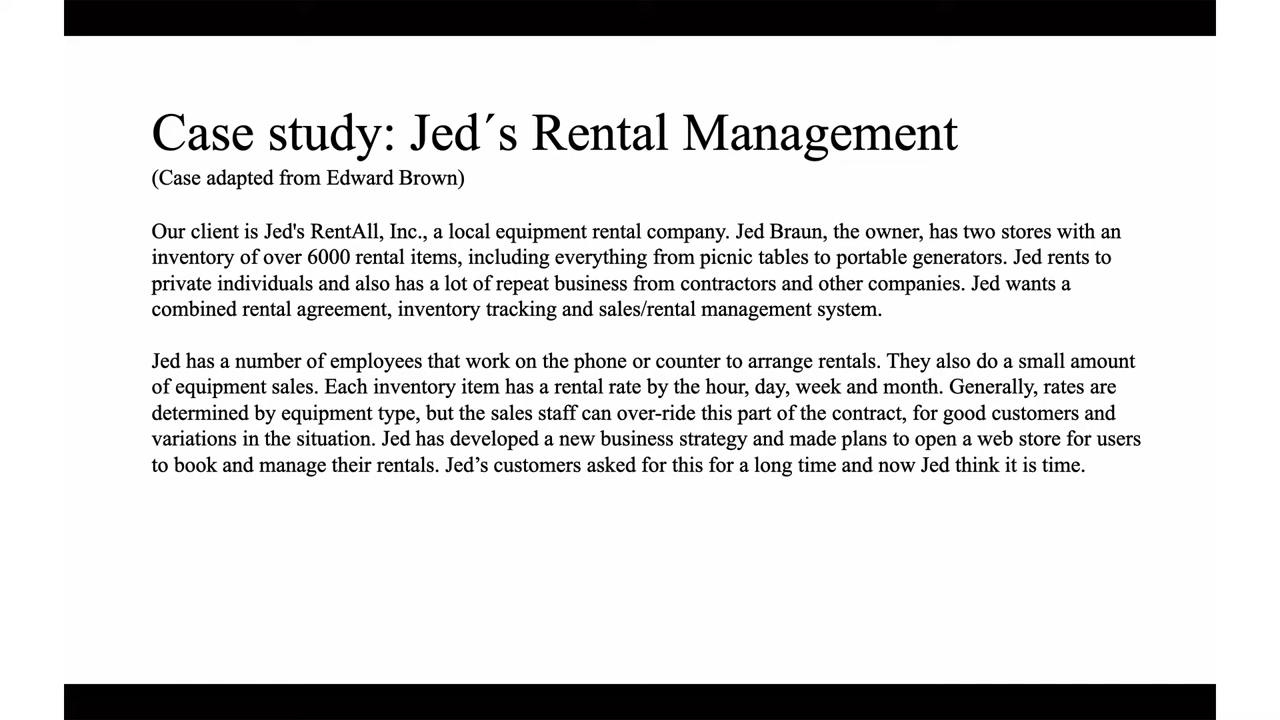 Case study: Jed´s Rental Management
(Case adapted from Edward Brown)
Our client is Jed's RentAll, Inc., a local equipment rental company. Jed Braun, the owner, has two stores with an
inventory of over 6000 rental items, including everything from picnic tables to portable generators. Jed rents to
private individuals and also has a lot of repeat business from contractors and other companies. Jed wants a
combined rental agreement, inventory tracking and sales/rental management system.
Jed has a number of employees that work on the phone or counter to arrange rentals. They also do a small amount
of equipment sales. Each inventory item has a rental rate by the hour, day, week and month. Generally, rates are
determined by equipment type, but the sales staff can over-ride this part of the contract, for good customers and
variations in the situation. Jed has developed a new business strategy and made plans to open a web store for users
to book and manage their rentals. Jed’s customers asked for this for a long time and now Jed think it is time.